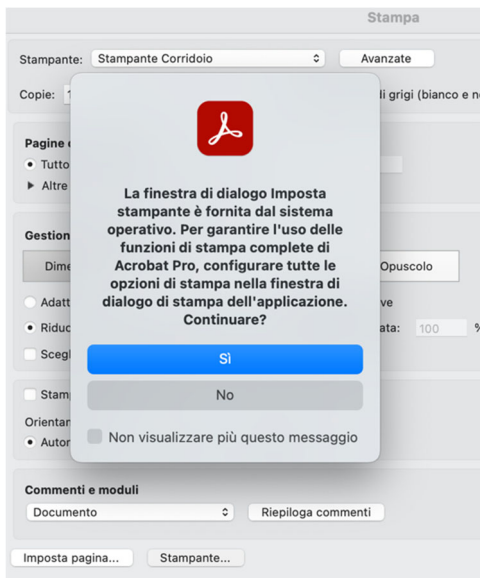 Stampa
Stampante: Stampante Corridoio Avanzate
Copie: li grigi (bianco e
Pagine
Tutto
Altre
La finestra di dialogo Imposta
stampante è fornita dal sistema
operativo. Per garantire l'uso delle
funzioni di stampa complete di
Acrobat Pro, configurare tutte le
opzioni di stampa nella finestra di
dialogo di stampa dell'applicazione.
Continuare?
Sì
No
Non visualizzare più questo messaggio
Gestion
Dime Opuscolo
Adatt ve
Riduc ata: 100 %
Scegl
Stam
Orientar
Autor
Commenti e moduli
Documento Riepiloga commenti
Imposta pagina... Stampante...